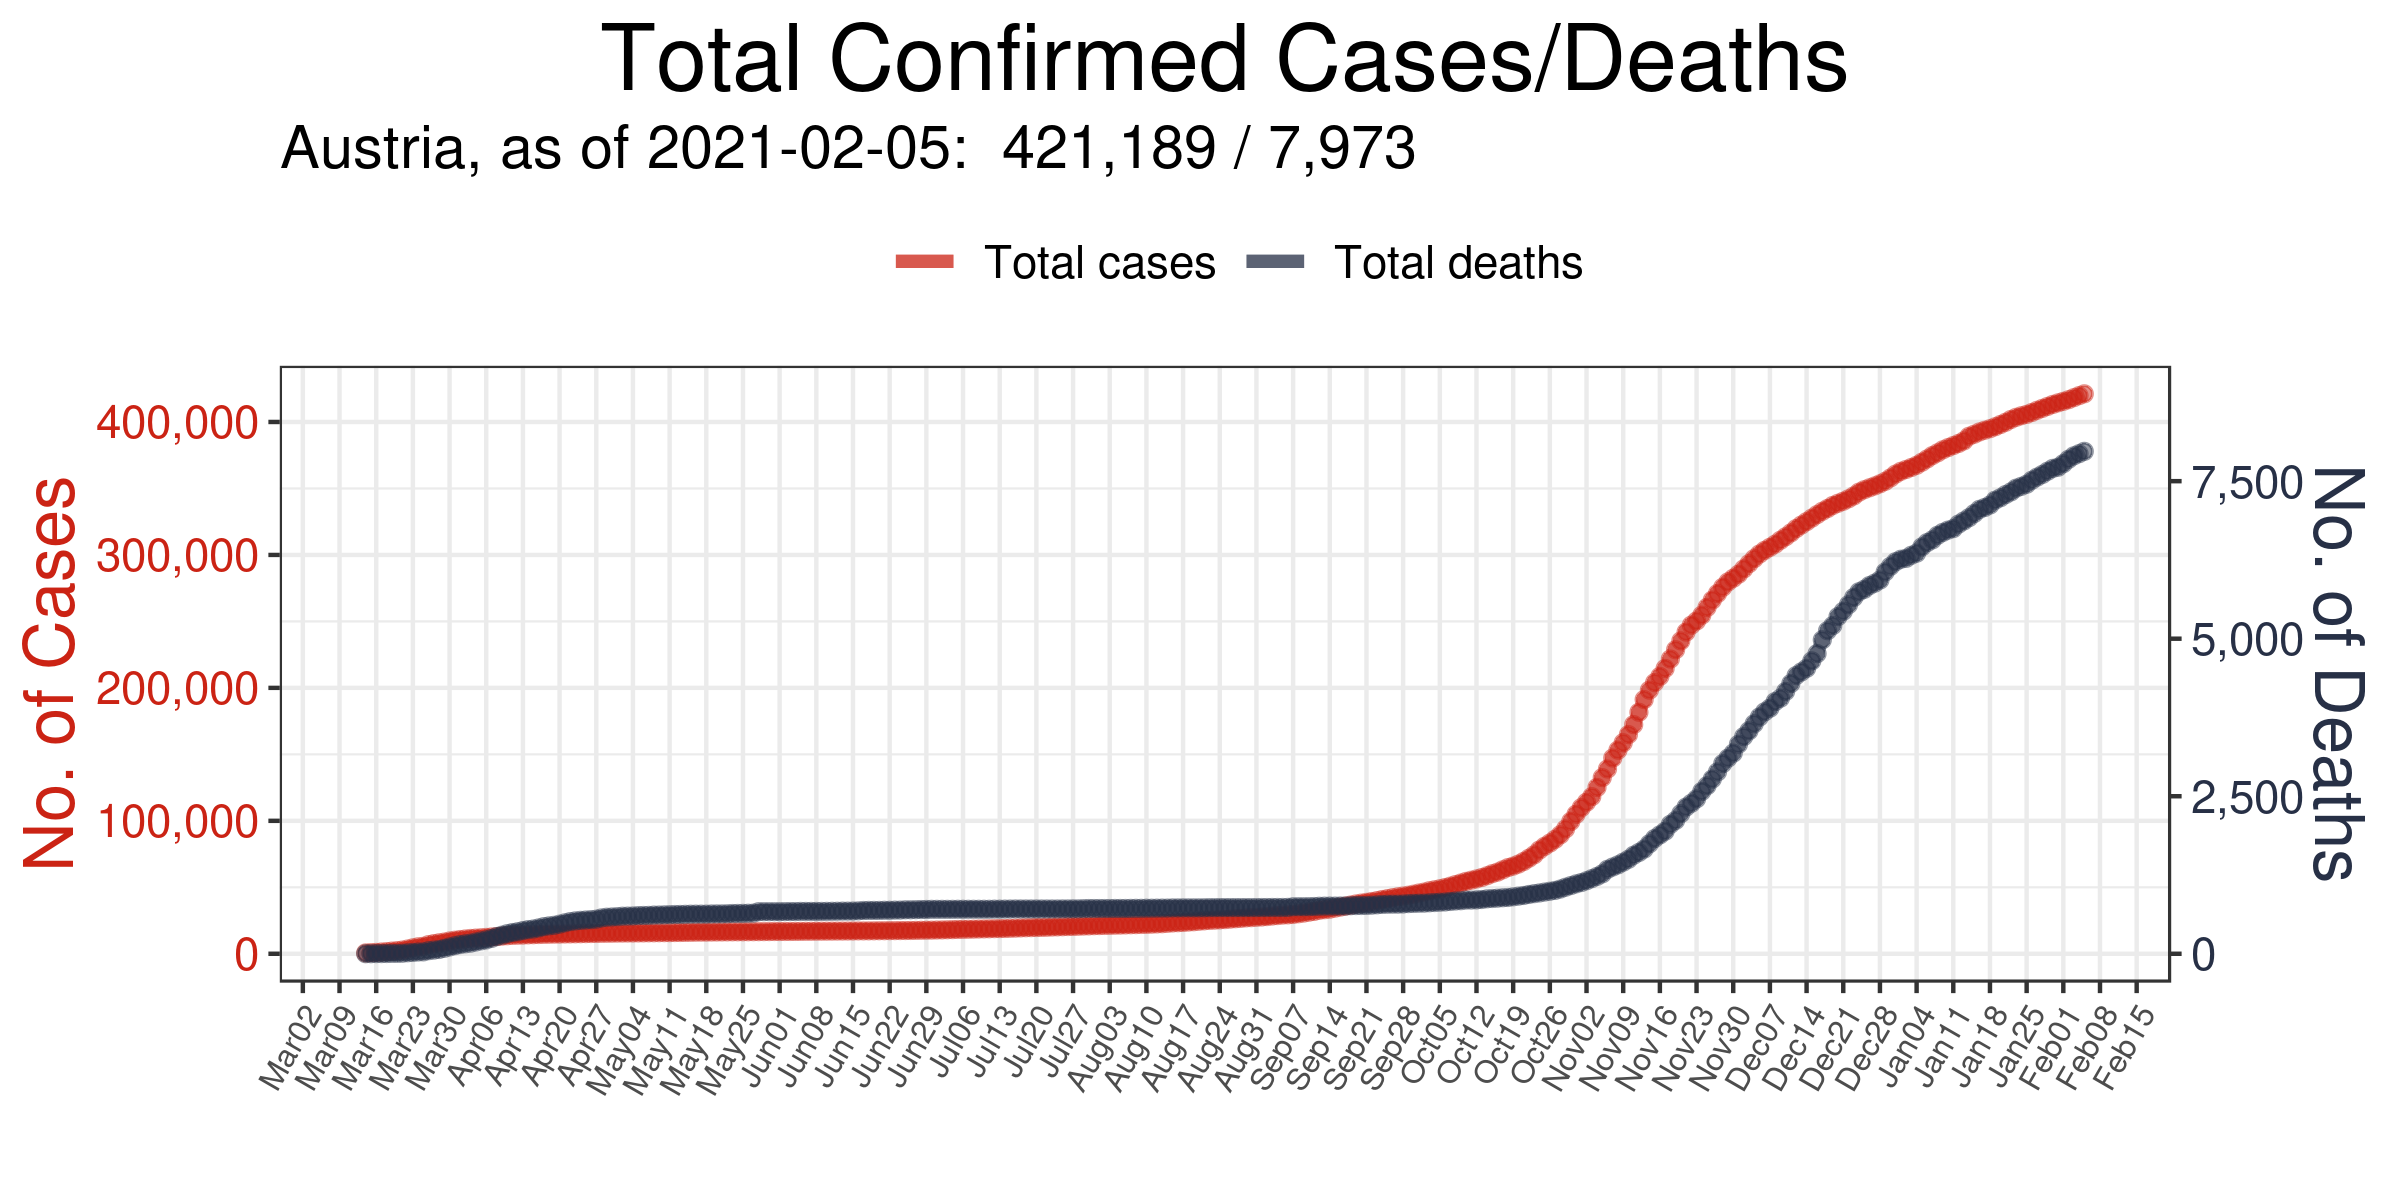 Total Confirmed Cases/Deaths
Austria, as of 2021-02-05:  421,189 / 7,973
Total cases
Total deaths
No. of Cases
400,000
300,000
200,000
100,000
0
7,500
5,000
2,500
0
No. of Deaths
Mar02
Mar09
Mar16
Mar23
Mar30
Apr06
Apr13
Apr20
Apr27
May04
May11
May18
May25
Jun01
Jun08
Jun15
Jun22
Jun29
Jul06
Jul13
Jul20
Jul27
Aug03
Aug10
Aug17
Aug24
Aug31
Sep07
Sep14
Sep21
Sep28
Oct05
Oct12
Oct19
Oct26
Nov02
Nov09
Nov16
Nov23
Nov30
Dec07
Dec14
Dec21
Dec28
Jan04
Jan11
Jan18
Jan25
Feb01
Feb08
Feb15